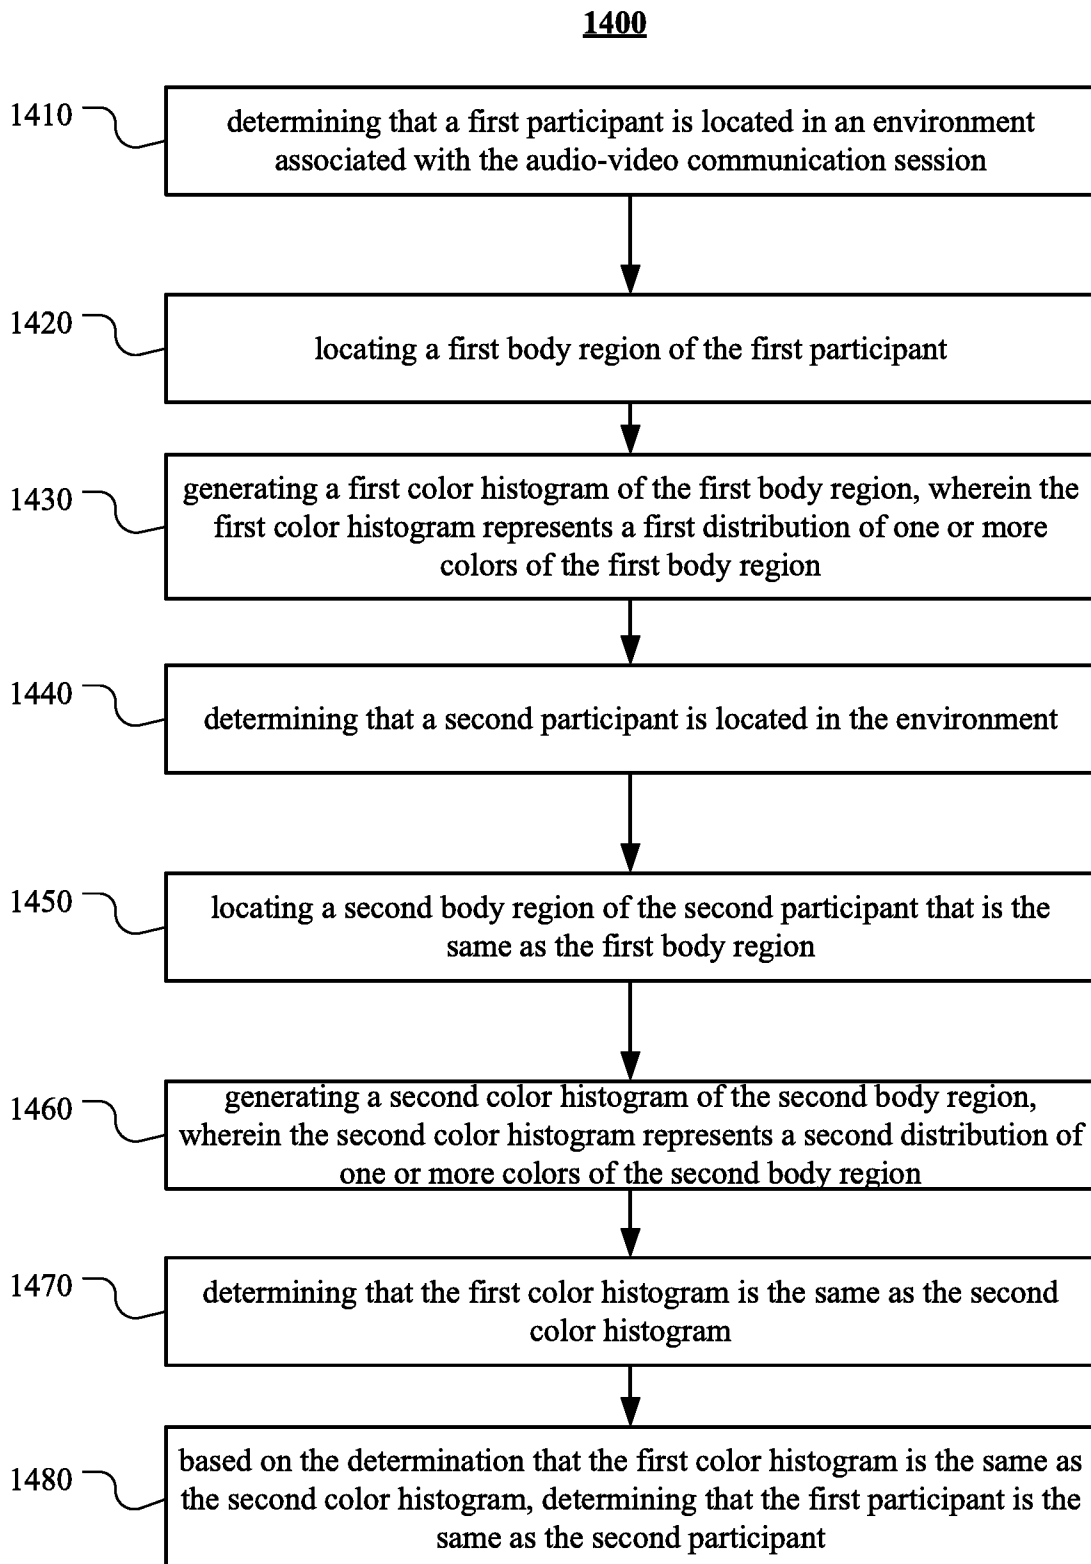 1400
1410
determining that a first participant is located in an environment
associated with the audio-video communication session
1420
locating a first body region of the first participant
1430
generating a first color histogram of the first body region, wherein the
first color histogram represents a first distribution of one or more
colors of the first body region
1440
determining that a second participant is located in the environment
1450
locating a second body region of the second participant that is the
same as the first body region
1460
generating a second color histogram of the second body region,
wherein the second color histogram represents a second distribution of
one or more colors of the second body region
1470
determining that the first color histogram is the same as the second
color histogram
1480
based on the determination that the first color histogram is the same as
the second color histogram, determining that the first participant is the
same as the second participant